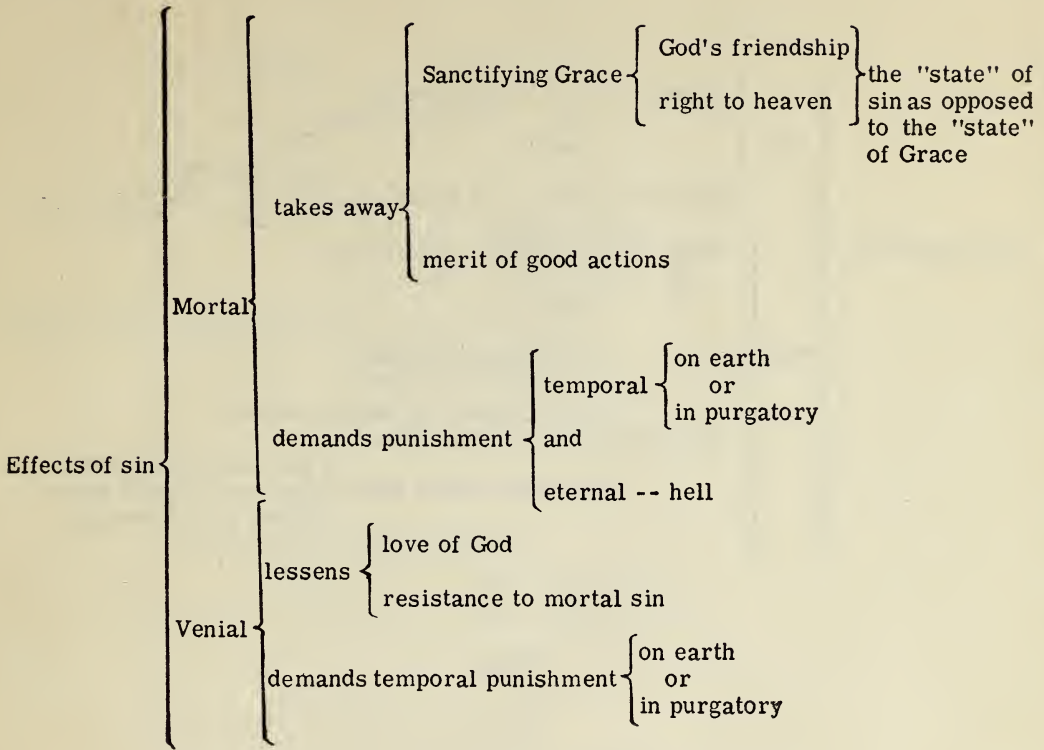 Effects of sin
Mortal
takes away
Sanctifying Grace
God's friendship
right to heaven
the "state" of
sin as opposed
to the "state"
of Grace
merit of good actions
demands punishment
temporal
on earth
or
in purgatory
and
eternal -- hell
Venial
lessens
love of God
resistance to mortal sin
demands temporal punishment
on earth
or
in purgatory